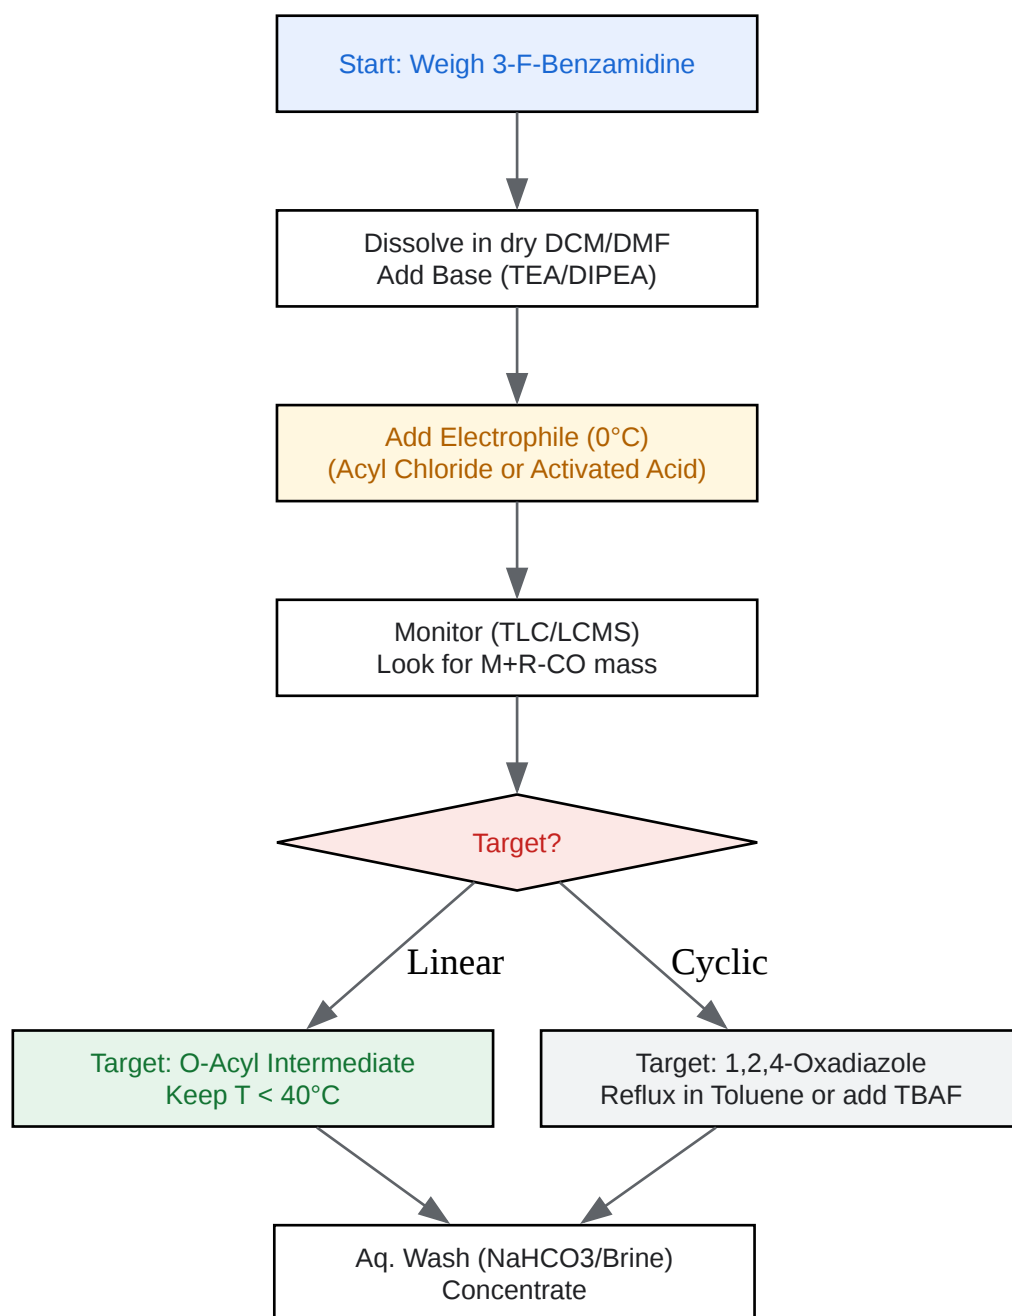 Start: Weigh 3-F-Benzamidine
Dissolve in dry DCM/DMF
Add Base (TEA/DIPEA)
Add Electrophile (0°C)
(Acyl Chloride or Activated Acid)
Monitor (TLC/LCMS)
Look for M+R-CO mass
Target?
Linear
Cyclic
Target: O-Acyl Intermediate
Keep T < 40°C
Target: 1,2,4-Oxadiazole
Reflux in Toluene or add TBAF
Aq. Wash (NaHCO3/Brine)
Concentrate